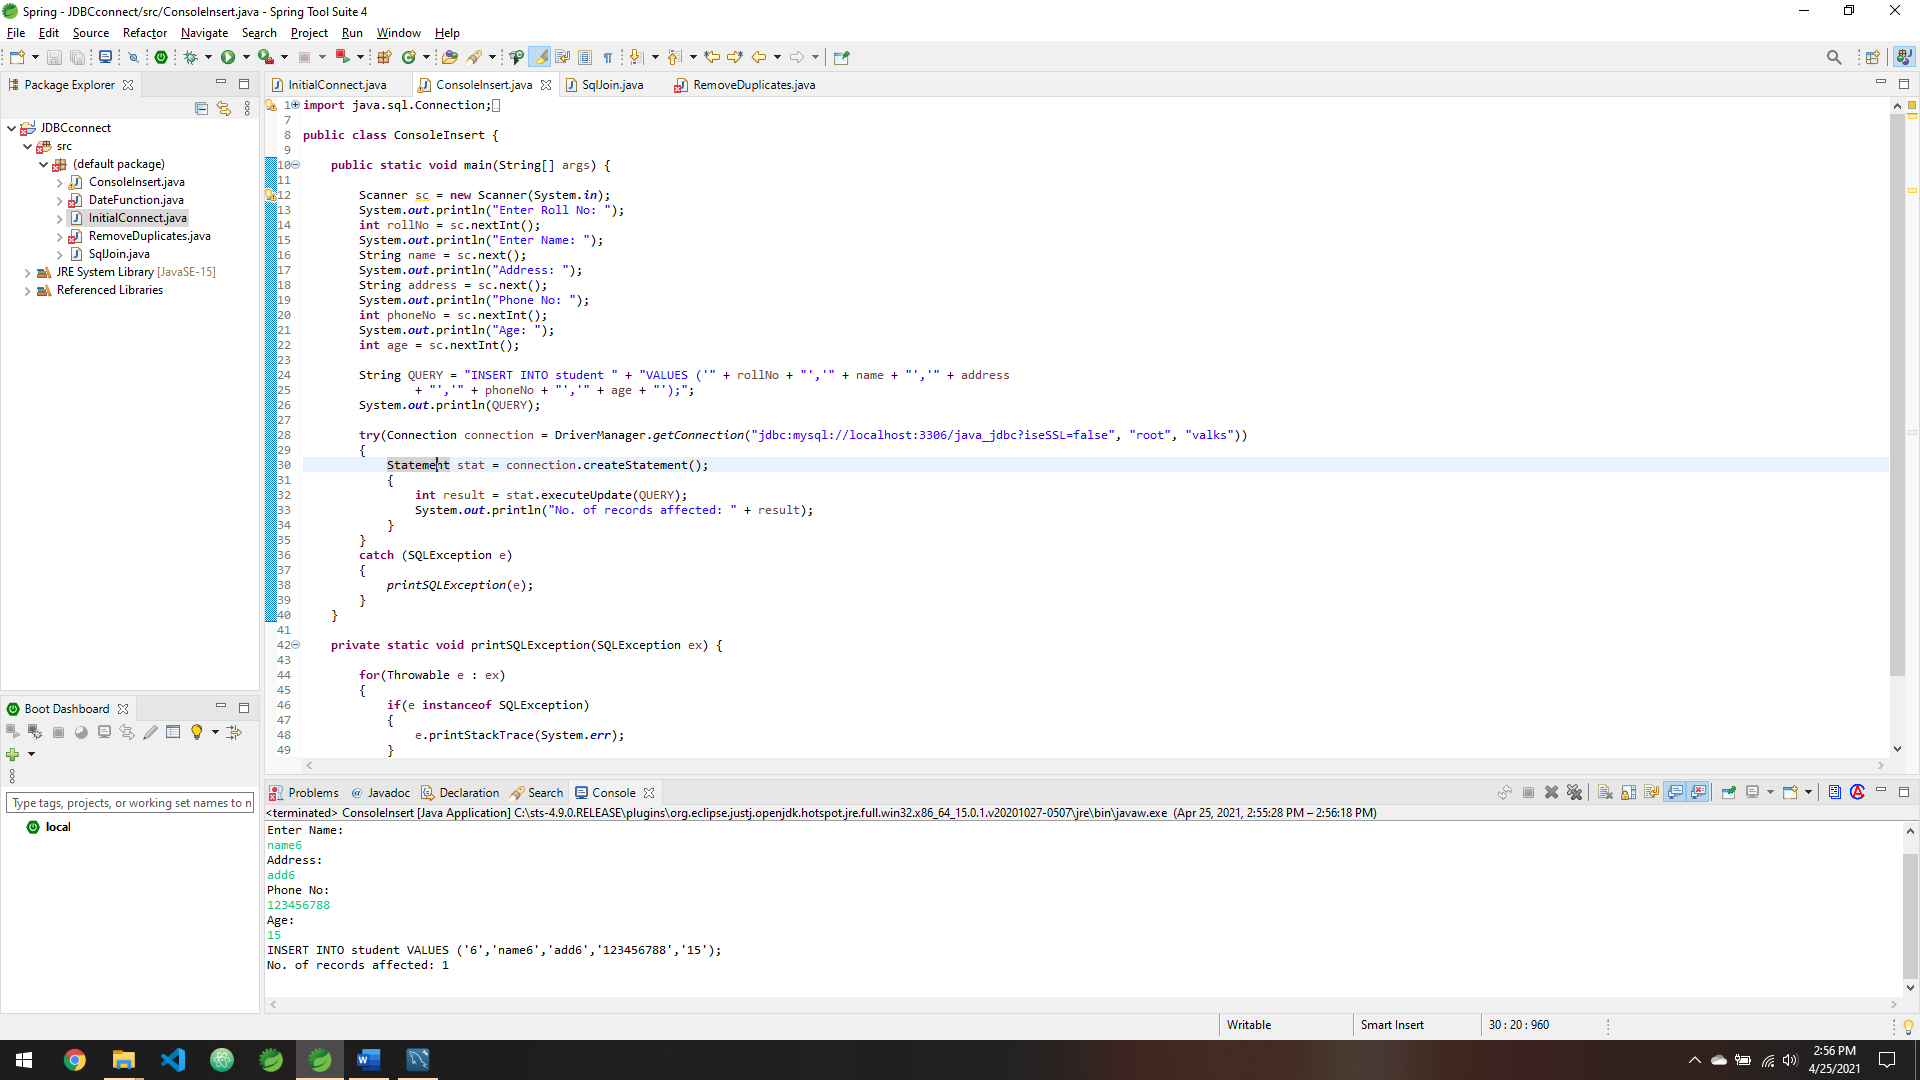 Spring - JDBCconnect/src/ConsoleInsert.java - Spring Tool Suite 4
File Edit Source Refactor Navigate Search Project Run Window Help
Package Explorer
InitialConnect.java ConsoleInsert.java SqlJoin.java RemoveDuplicates.java
JDBCconnect
src
(default package)
ConsoleInsert.java
DateFunction.java
InitialConnect.java
RemoveDuplicates.java
SqlJoin.java
JRE System Library [JavaSE-15]
Referenced Libraries
1 import java.sql.Connection;
7
8 public class ConsoleInsert {
9
10 public static void main(String[] args) {
11
12 Scanner sc = new Scanner(System.in);
13 System.out.println("Enter Roll No: ");
14 int rollNo = sc.nextInt();
15 System.out.println("Enter Name: ");
16 String name = sc.next();
17 System.out.println("Address: ");
18 String address = sc.next();
19 System.out.println("Phone No: ");
20 int phoneNo = sc.nextInt();
21 System.out.println("Age: ");
22 int age = sc.nextInt();
23
24 String QUERY = "INSERT INTO student " + "VALUES ('" + rollNo + "','" + name + "','" + address
25 + "','" + phoneNo + "','" + age + "');";
26 System.out.println(QUERY);
27
28 try(Connection connection = DriverManager.getConnection("jdbc:mysql://localhost:3306/java_jdbc?iseSSL=false", "root", "valks"))
29 {
30 Statement stat = connection.createStatement();
31 {
32 int result = stat.executeUpdate(QUERY);
33 System.out.println("No. of records affected: " + result);
34 }
35 }
36 catch (SQLException e)
37 {
38 printSQLException(e);
39 }
40 }
41
42 private static void printSQLException(SQLException ex) {
43
44 for(Throwable e : ex)
45 {
46 if(e instanceof SQLException)
47 {
48 e.printStackTrace(System.err);
49 }
Boot Dashboard
Type tags, projects, or working set names to n
local
Problems Javadoc Declaration Search Console
<terminated> ConsoleInsert [Java Application] C:\sts-4.9.0.RELEASE\plugins\org.eclipse.justj.openjdk.hotspot.jre.full.win32.x86_64_15.0.1.v20201027-0507\jre\bin\javaw.exe (Apr 25, 2021, 2:55:28 PM – 2:56:18 PM)
Enter Name:
name6
Address:
add6
Phone No:
123456788
Age:
15
INSERT INTO student VALUES ('6','name6','add6','123456788','15');
No. of records affected: 1
Writable Smart Insert 30 : 20 : 960
2:56 PM
4/25/2021